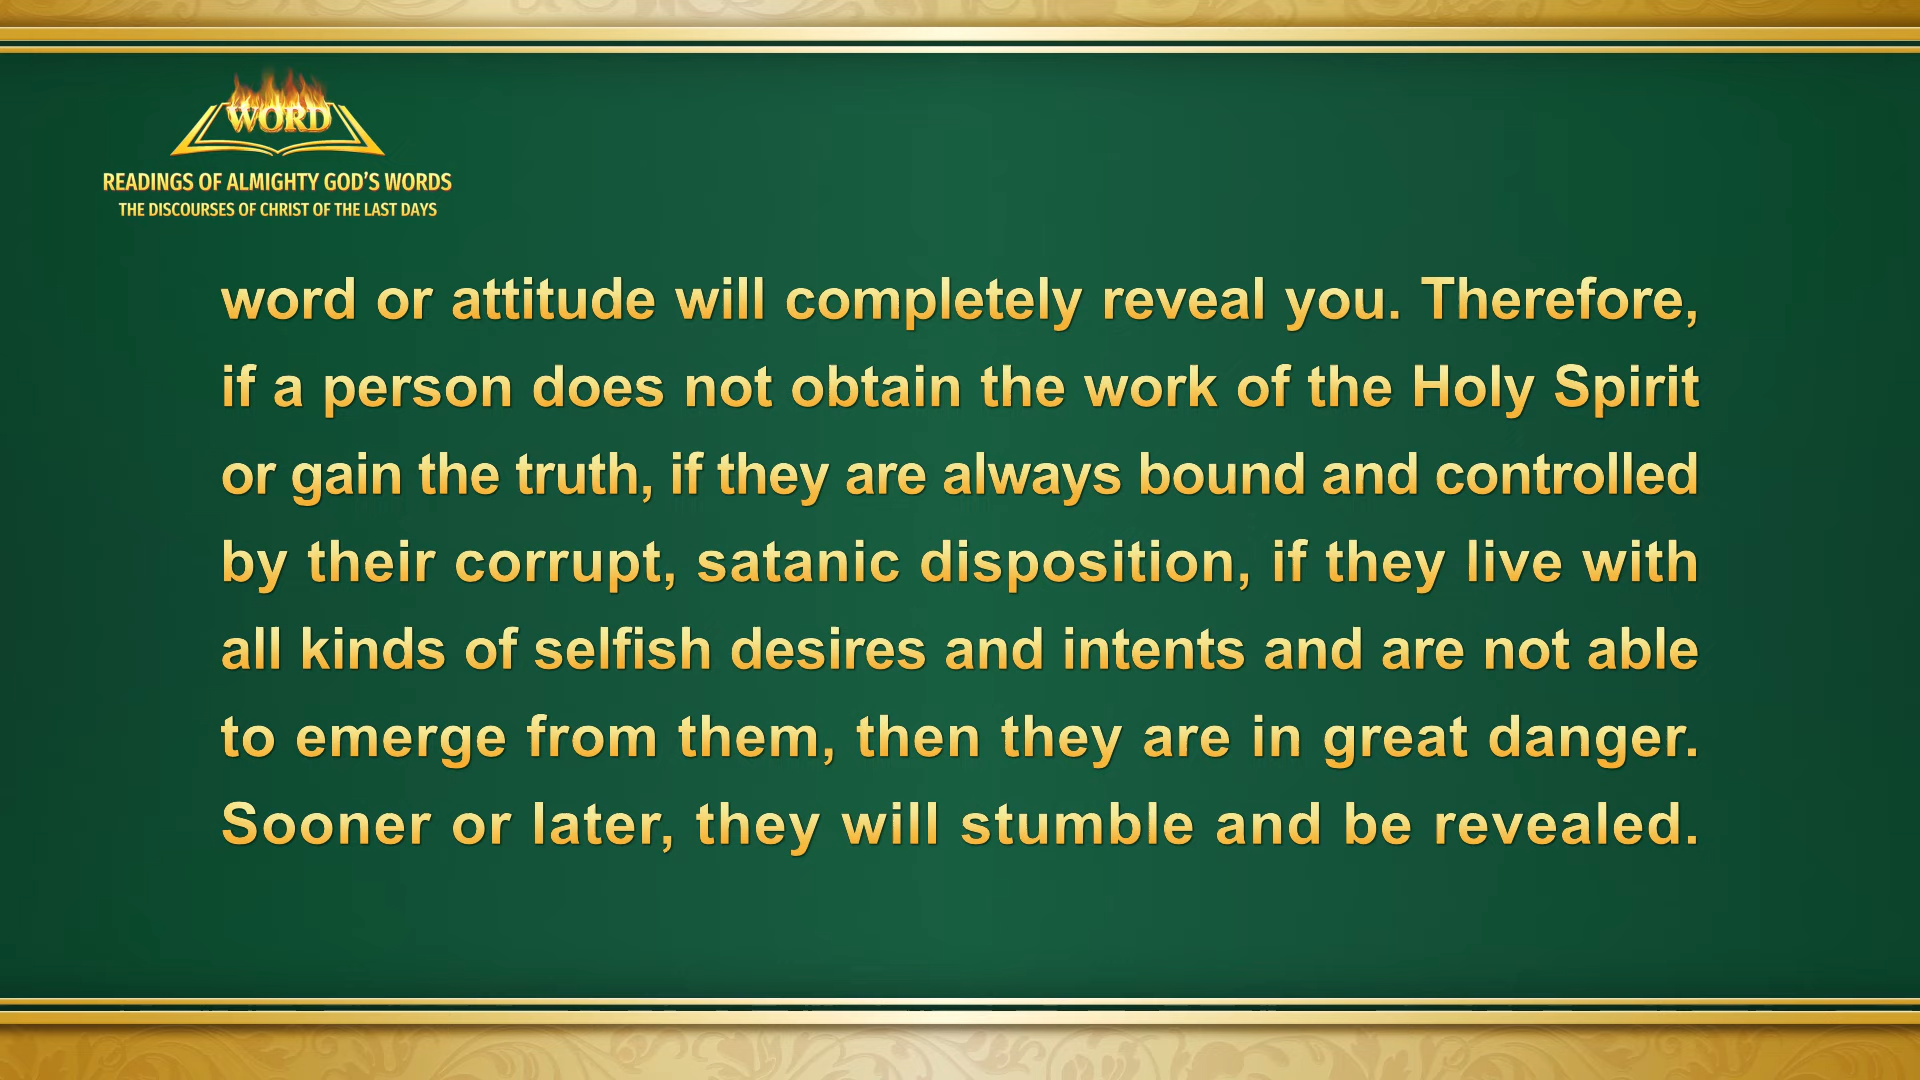 WORD
READINGS OF ALMIGHTY GOD'S WORDS
THE DISCOURSES OF CHRIST OF THE LAST DAYS
word or attitude will completely reveal you. Therefore,
if a person does not obtain the work of the Holy Spirit
or gain the truth, if they are always bound and controlled
by their corrupt, satanic disposition, if they live with
all kinds of selfish desires and intents and are not able
to emerge from them, then they are in great danger.
Sooner or later, they will stumble and be revealed.